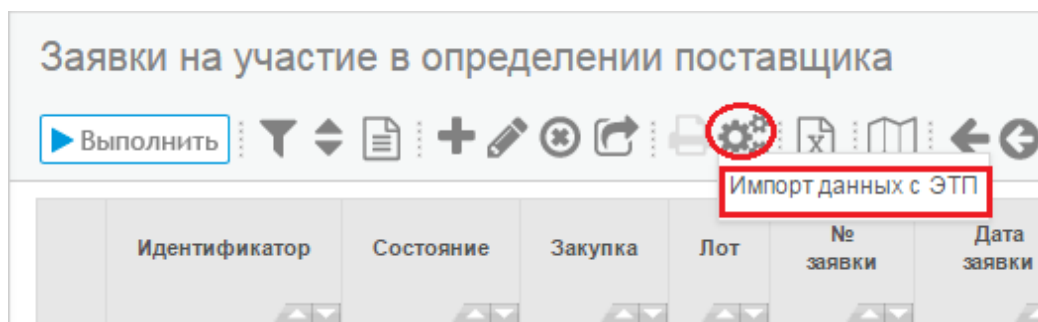 Заявки на участие в определении поставщика
Выполнить
Импорт данных с ЭТП
Идентификатор Состояние Закупка Лот № заявки Дата заявки